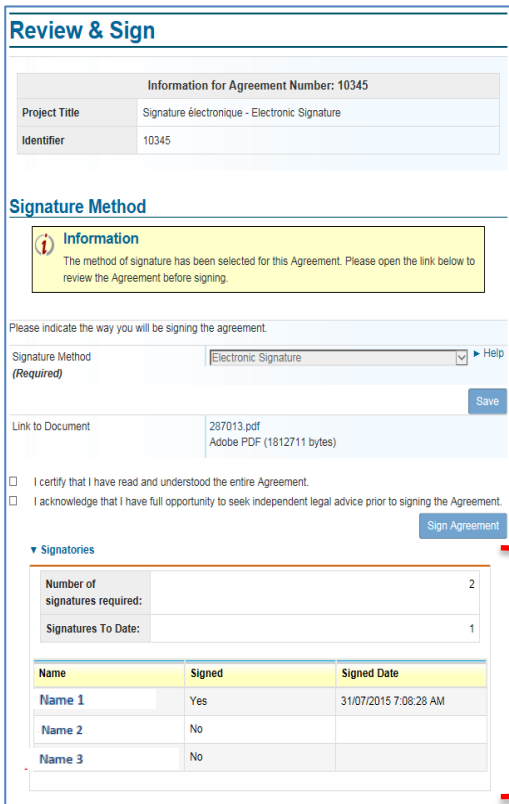 Review & Sign
Information for Agreement Number: 10345
Project Title Signature électronique - Electronic Signature
Identifier 10345
Signature Method
Information
The method of signature has been selected for this Agreement. Please open the link below to
review the Agreement before signing.
Please indicate the way you will be signing the agreement.
Signature Method Electronic Signature ► Help
(Required)
Save
Link to Document 287013.pdf
Adobe PDF (1812711 bytes)
I certify that I have read and understood the entire Agreement.
I acknowledge that I have full opportunity to seek independent legal advice prior to signing the Agreement.
Sign Agreement
▼ Signatories
Number of
signatures required: 2
Signatures To Date: 1
Name Signed Signed Date
Name 1 Yes 31/07/2015 7:08:28 AM
Name 2 No
Name 3 No